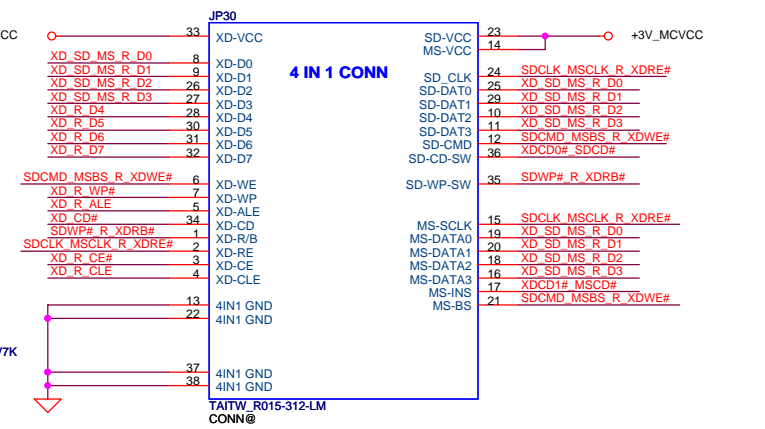 JP30
CC 33 XD-VCC SD-VCC 23 +3V_MCVCC
MS-VCC 14
4 IN 1 CONN
XD_SD_MS_R_D0 8 XD-D0 SD_CLK 24 SDCLK_MSCLK_R_XDRE#
XD_SD_MS_R_D1 9 XD-D1 SD-DAT0 25 XD_SD_MS_R_D0
XD_SD_MS_R_D2 26 XD-D2 SD-DAT1 29 XD_SD_MS_R_D1
XD_SD_MS_R_D3 27 XD-D3 SD-DAT2 10 XD_SD_MS_R_D2
XD_R_D4 28 XD-D4 SD-DAT3 11 XD_SD_MS_R_D3
XD_R_D5 30 XD-D5 SD-CMD 12 SDCMD_MSBS_R_XDWE#
XD_R_D6 31 XD-D6 SD-CD-SW 36 XDCD0#_SDCD#
XD_R_D7 32 XD-D7
SDCMD_MSBS_R_XDWE# 6 XD-WE SD-WP-SW 35 SDWP#_R_XDRB#
XD_R_WP# 7 XD-WP
XD_R_ALE 5 XD-ALE
XD_CD# 34 XD-CD MS-SCLK 15 SDCLK_MSCLK_R_XDRE#
SDWP#_R_XDRB# 1 XD-R/B MS-DATA0 19 XD_SD_MS_R_D0
SDCLK_MSCLK_R_XDRE# 2 XD-RE MS-DATA1 20 XD_SD_MS_R_D1
XD_R_CE# 3 XD-CE MS-DATA2 18 XD_SD_MS_R_D2
XD_R_CLE 4 XD-CLE MS-DATA3 16 XD_SD_MS_R_D3
MS-INS 17 XDCD1#_MSCD#
13 4IN1 GND MS-BS 21 SDCMD_MSBS_R_XDWE#
22 4IN1 GND
/7K
37 4IN1 GND
38 4IN1 GND
TAITW_R015-312-LM
CONN@